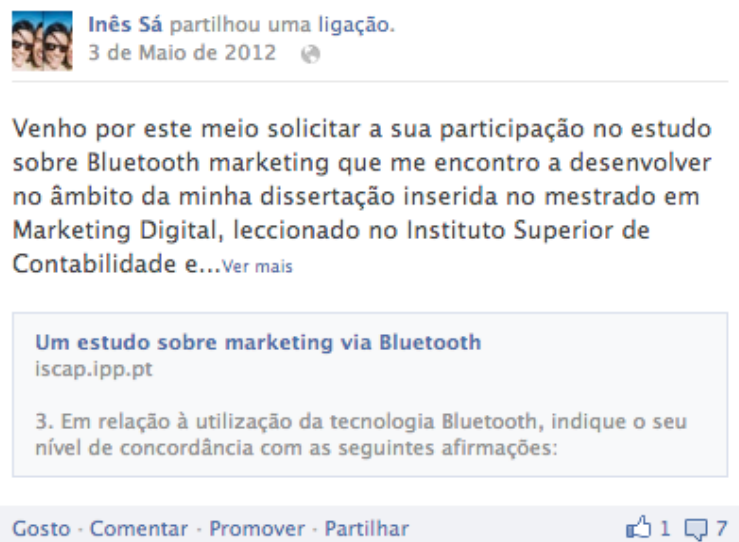 Inês Sá partilhou uma ligação.
3 de Maio de 2012
Venho por este meio solicitar a sua participação no estudo
sobre Bluetooth marketing que me encontro a desenvolver
no âmbito da minha dissertação inserida no mestrado em
Marketing Digital, leccionado no Instituto Superior de
Contabilidade e...Ver mais
Um estudo sobre marketing via Bluetooth
iscap.ipp.pt
3. Em relação à utilização da tecnologia Bluetooth, indique o seu
nível de concordância com as seguintes afirmações:
Gosto · Comentar · Promover · Partilhar 1 7